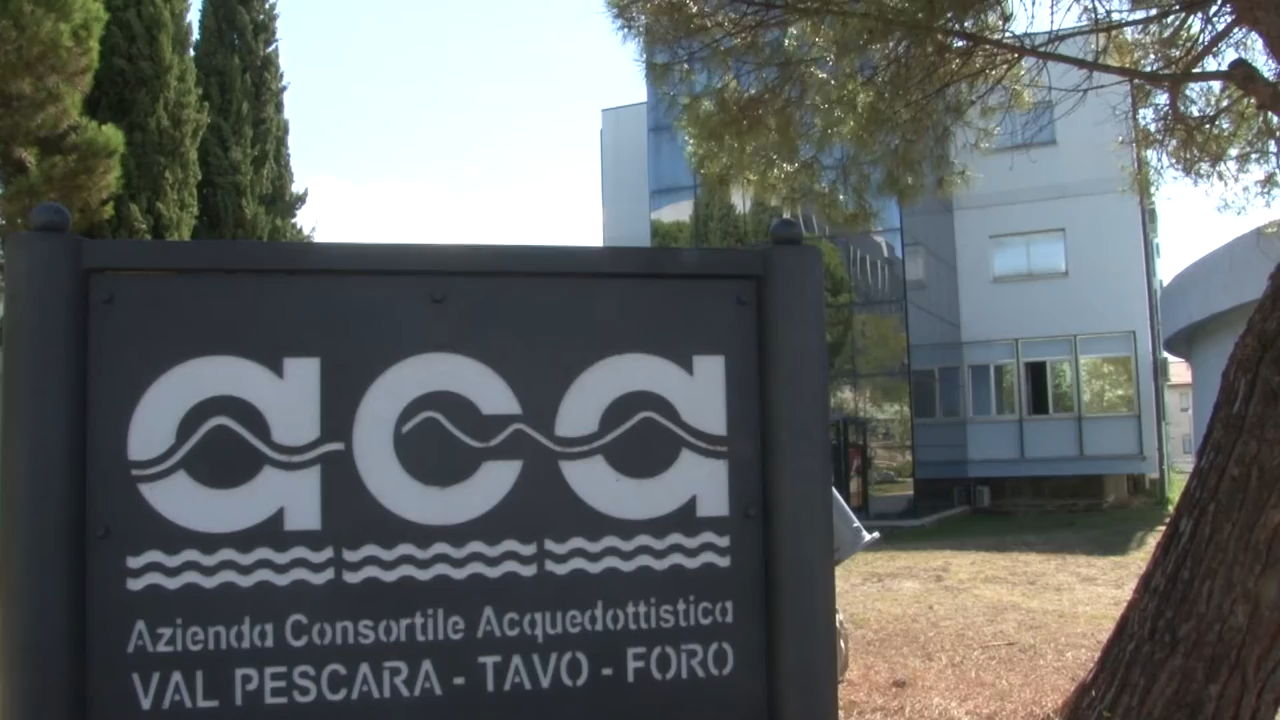 aca
Azienda Consortile Acquedottistica
VAL PESCARA - TAVO - FORO